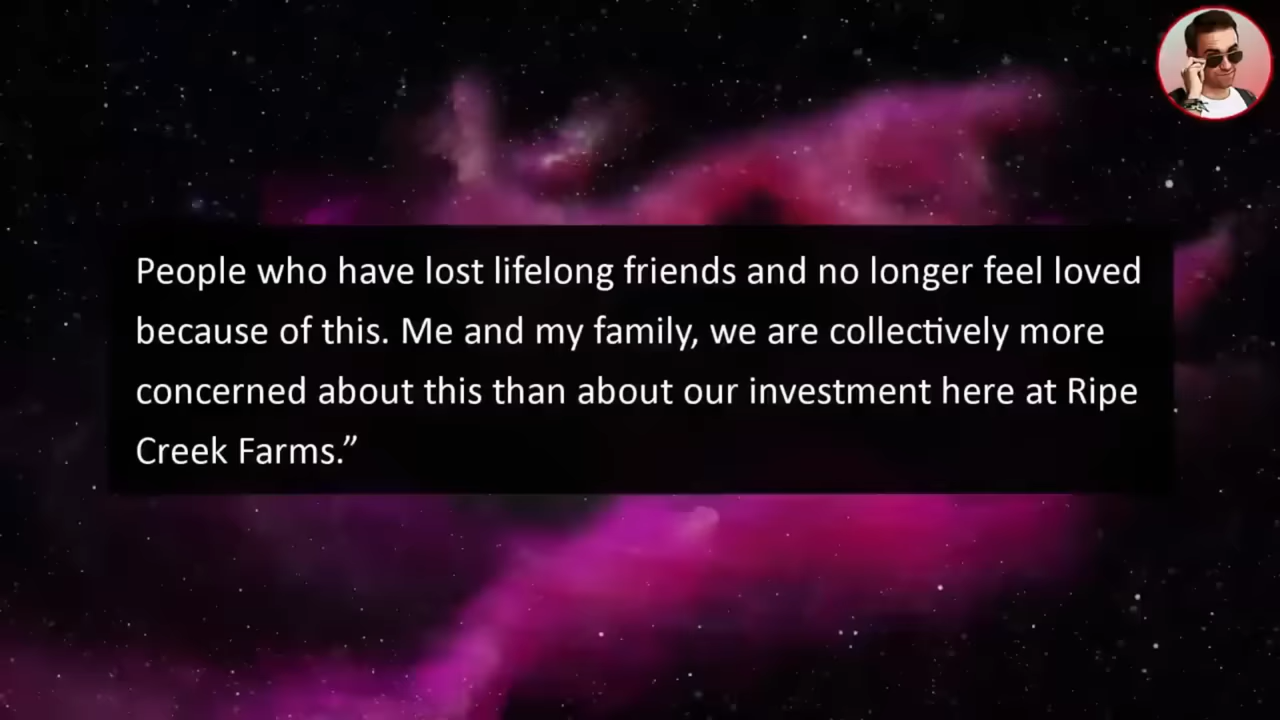 People who have lost lifelong friends and no longer feel loved
because of this. Me and my family, we are collectively more
concerned about this than about our investment here at Ripe
Creek Farms.”